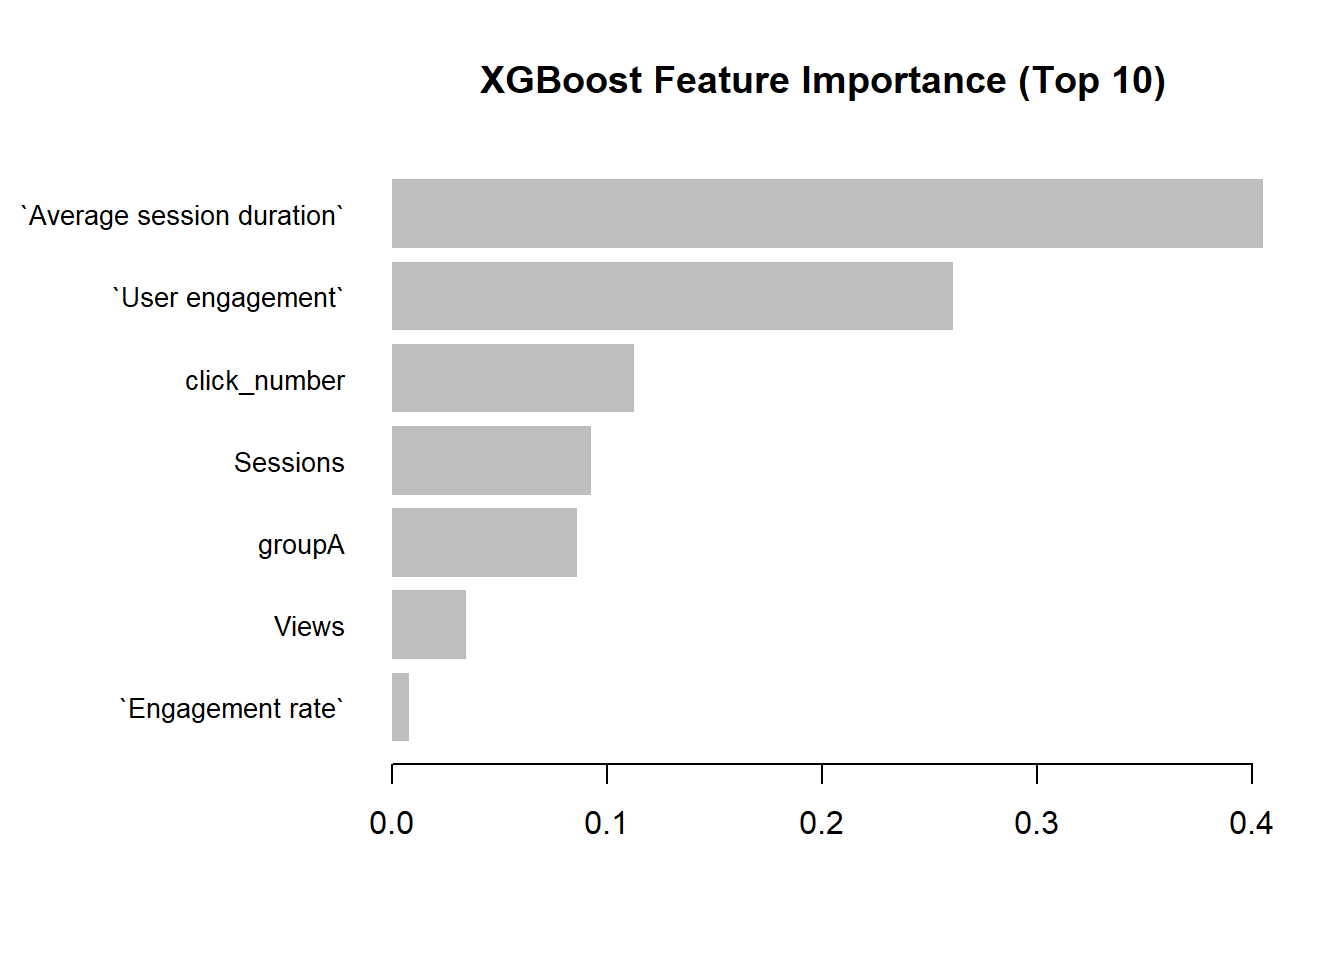 XGBoost Feature Importance (Top 10)
`Average session duration`
`User engagement`
click_number
Sessions
groupA
Views
`Engagement rate`
0.0 0.1 0.2 0.3 0.4